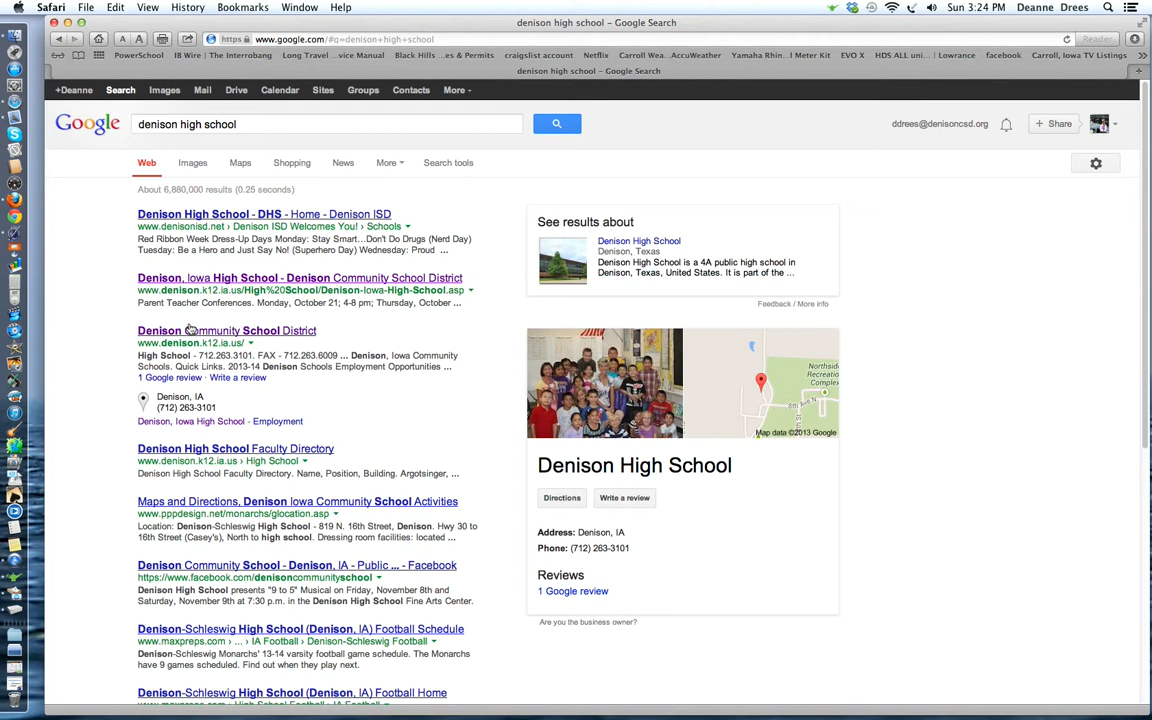 Safari File Edit View History Bookmarks Window Help Sun 3:24 PM Deanne Drees
denison high school – Google Search
A A https www.google.com/#q=denison+high+school Reader
PowerSchool IB Wire | The Interrobang Long Travel ...vice Manual Black Hills ...es & Permits craigslist account Netflix Carroll Wea... AccuWeather Yamaha Rhin...l Meter Kit EVO X HDS ALL uni... | Lowrance facebook Carroll, Iowa TV Listings
denison high school – Google Search
+Deanne Search Images Mail Drive Calendar Sites Groups Contacts More
Google denison high school ddrees@denisoncsd.org + Share
Web Images Maps Shopping News More Search tools
About 6,880,000 results (0.25 seconds)
Denison High School - DHS - Home - Denison ISD
www.denisonisd.net › Denison ISD Welcomes You! › Schools
Red Ribbon Week Dress-Up Days Monday: Stay Smart...Don't Do Drugs (Nerd Day)
Tuesday: Be a Hero and Just Say No! (Superhero Day) Wednesday: Proud ...
Denison, Iowa High School - Denison Community School District
www.denison.k12.ia.us/High%20School/Denison-Iowa-High-School.asp
Parent Teacher Conferences. Monday, October 21; 4-8 pm; Thursday, October ...
Denison Community School District
www.denison.k12.ia.us/
High School - 712.263.3101. FAX - 712.263.6009 ... Denison, Iowa Community
Schools. Quick Links. 2013-14 Denison Schools Employment Opportunities ...
1 Google review · Write a review
Denison, IA
(712) 263-3101
Denison, Iowa High School - Employment
Denison High School Faculty Directory
www.denison.k12.ia.us › High School
Denison High School Faculty Directory. Name, Position, Building. Argotsinger, ...
Maps and Directions, Denison Iowa Community School Activities
www.pppdesign.net/monarchs/glocation.asp
Location: Denison-Schleswig High School - 819 N. 16th Street, Denison. Hwy 30 to
16th Street (Casey's), North to high school. Dressing room facilities: located ...
Denison Community School - Denison, IA - Public ... - Facebook
https://www.facebook.com/denisoncommunityschool
Denison High School presents "9 to 5" Musical on Friday, November 8th and
Saturday, November 9th at 7:30 p.m. in the Denison High School Fine Arts Center.
Denison-Schleswig High School (Denison, IA) Football Schedule
www.maxpreps.com › ... › IA Football › Denison-Schleswig Football
Denison-Schleswig Monarchs' 13-14 varsity football game schedule. The Monarchs
have 9 games scheduled. Find out when they play next.
Denison-Schleswig High School (Denison, IA) Football Home
See results about
Denison High School
Denison, Texas
Denison High School is a 4A public high school in
Denison, Texas, United States. It is part of the ...
Feedback / More info
Northside
Recreatio
Complex
8th Ave N
Map data ©2013 Google
Denison High School
Directions Write a review
Address: Denison, IA
Phone: (712) 263-3101
Reviews
1 Google review
Are you the business owner?